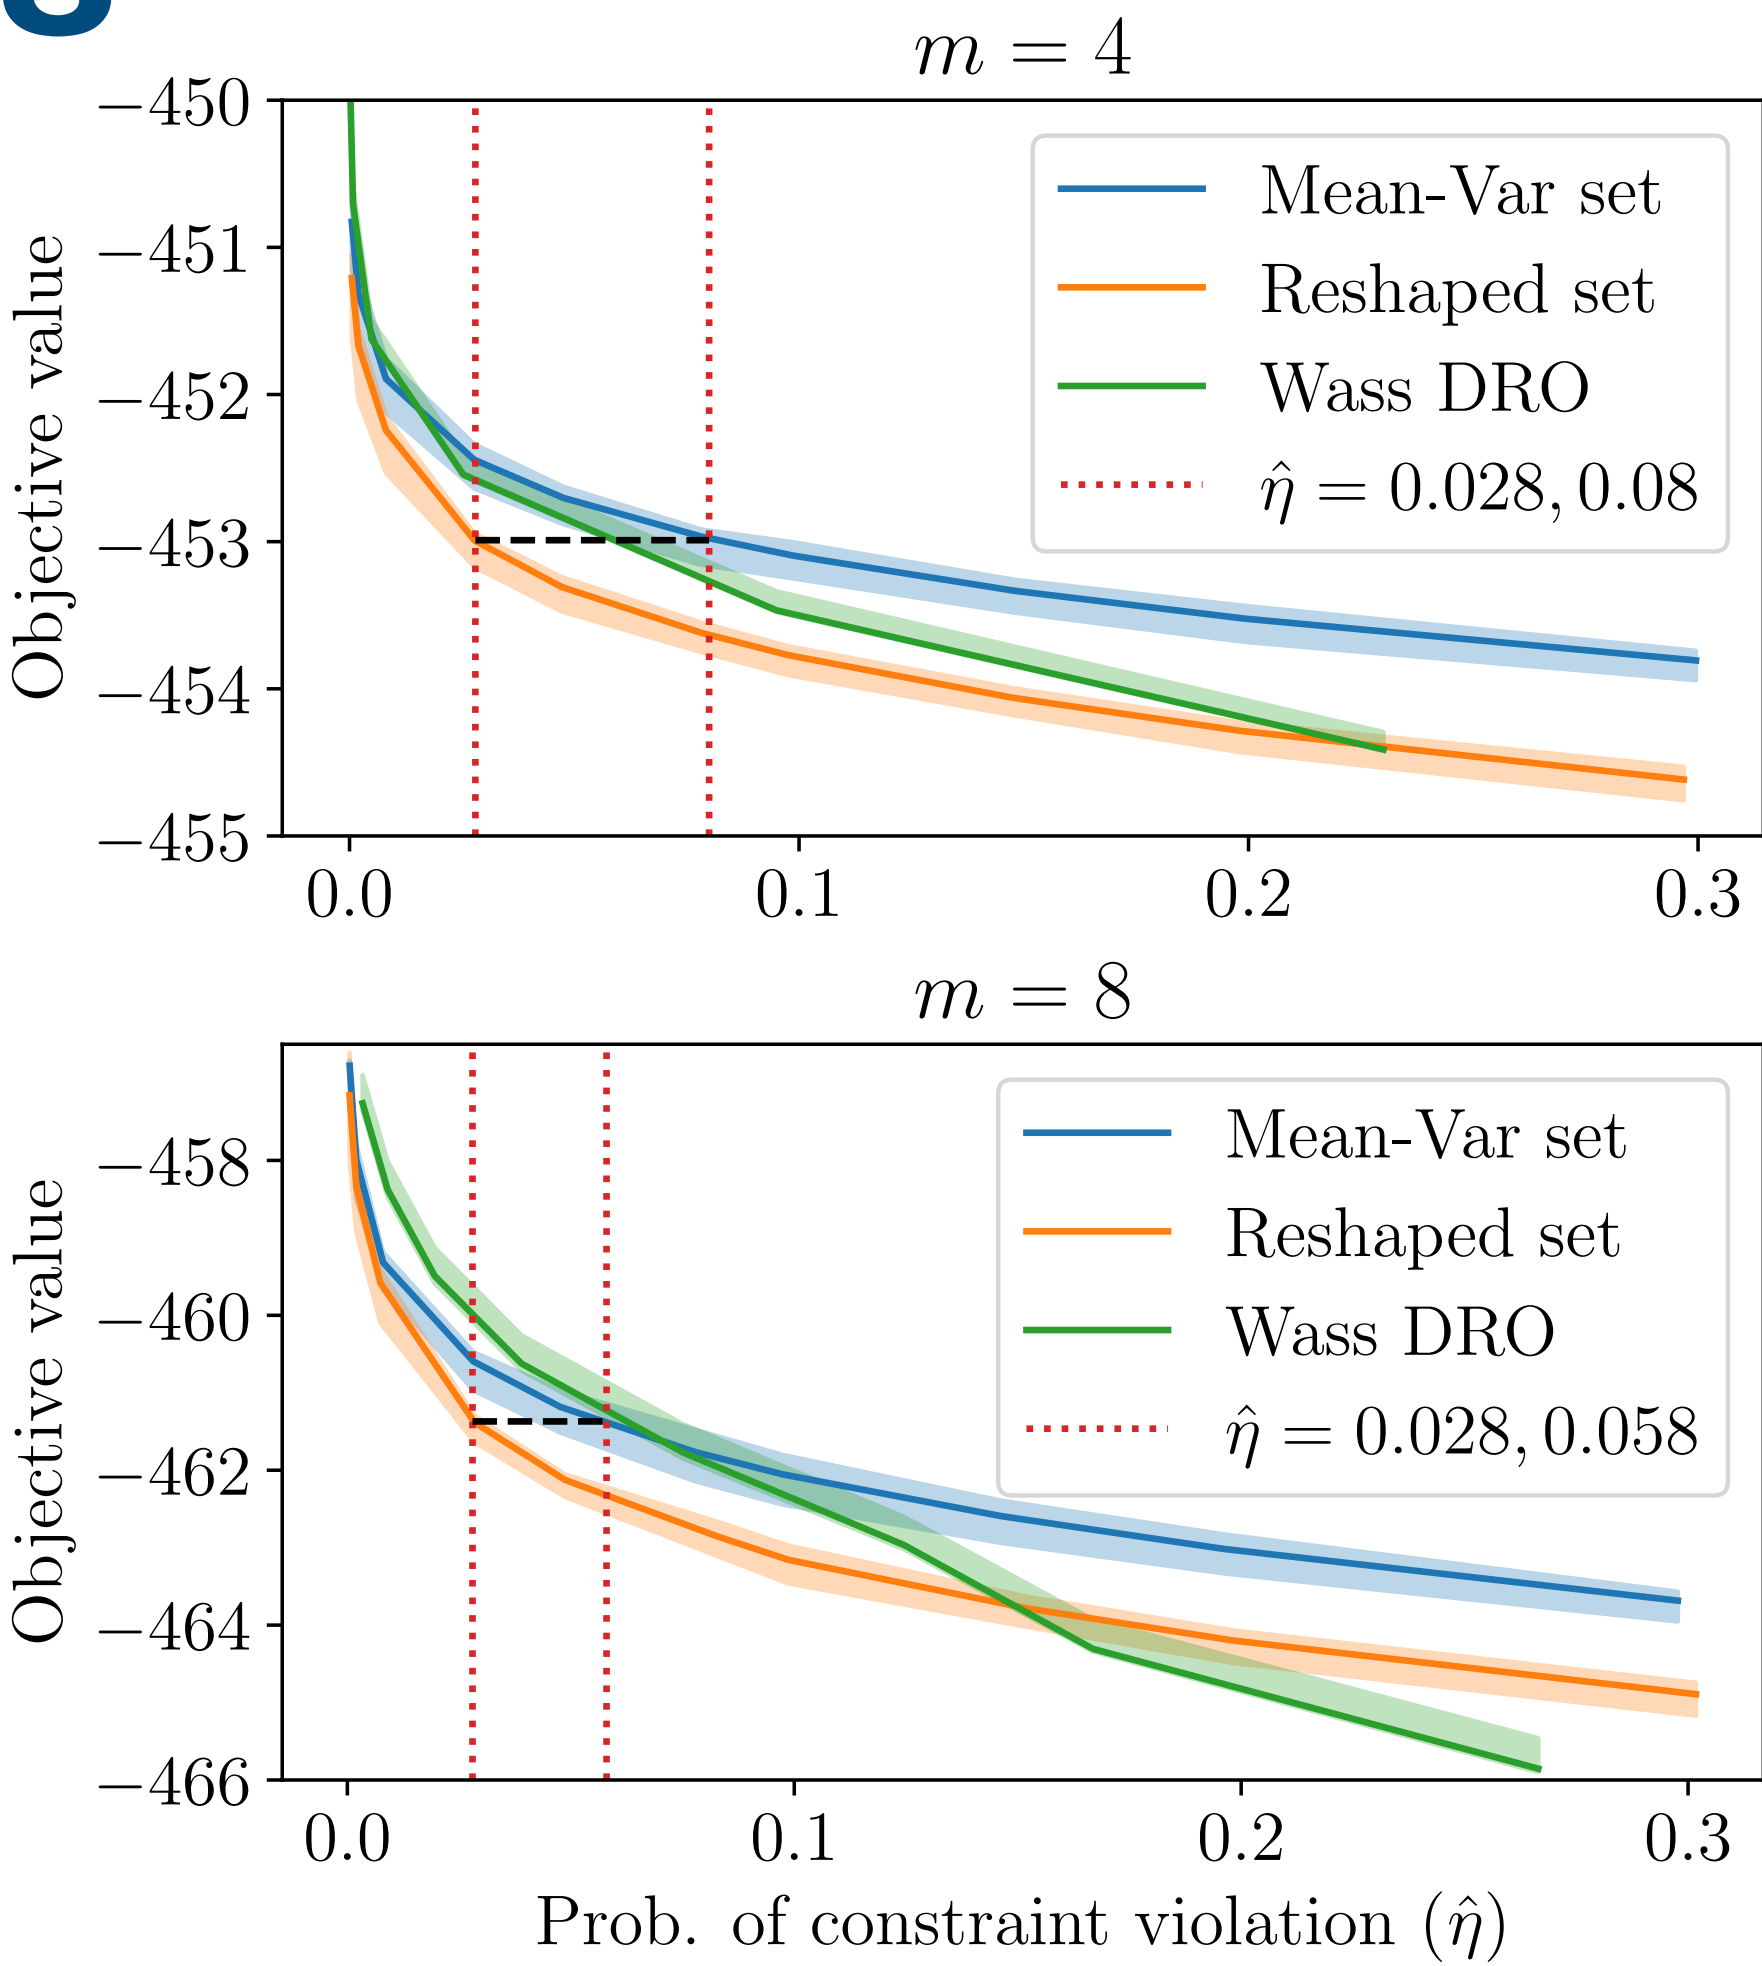 m = 4
Objective value
−450
−451
−452
−453
−454
−455
Mean-Var set
Reshaped set
Wass DRO
η̂ = 0.028, 0.08
0.0 0.1 0.2 0.3
m = 8
Objective value
−458
−460
−462
−464
−466
Mean-Var set
Reshaped set
Wass DRO
η̂ = 0.028, 0.058
0.0 0.1 0.2 0.3
Prob. of constraint violation (η̂)